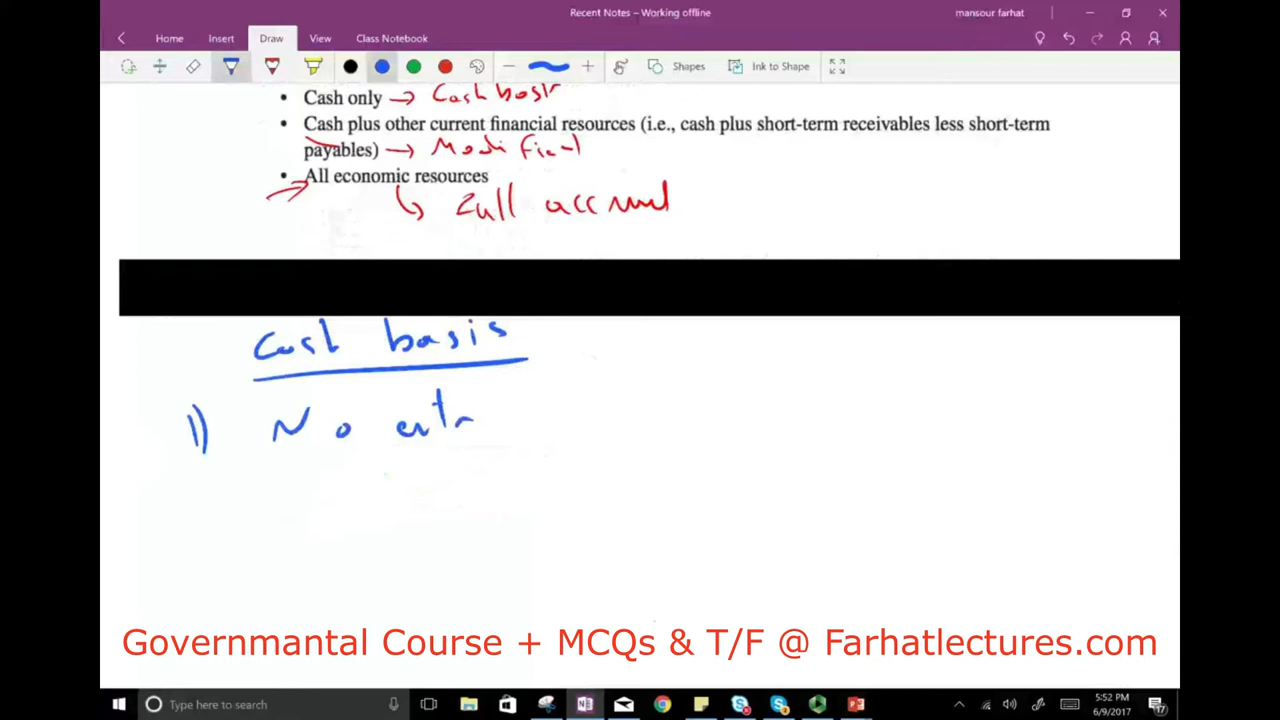 Recent Notes – Working offline
mansour farhat
Home Insert Draw View Class Notebook
Shapes Ink to Shape
• Cash only → Cash basis
• Cash plus other current financial resources (i.e., cash plus short-term receivables less short-term
payables) → Modified
• All economic resources
Full accrual
Cash basis
1) No entr
Governmantal Course + MCQs & T/F @ Farhatlectures.com
Type here to search
5:52 PM
6/9/2017
17